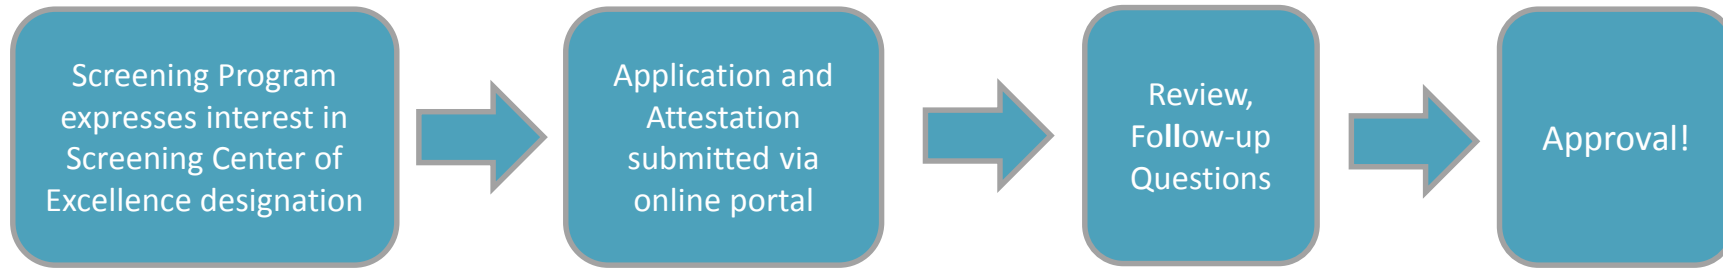 Screening Program
expresses interest in
Screening Center of
Excellence designation
Application and
Attestation
submitted via
online portal
Review,
Follow-up
Questions
Approval!